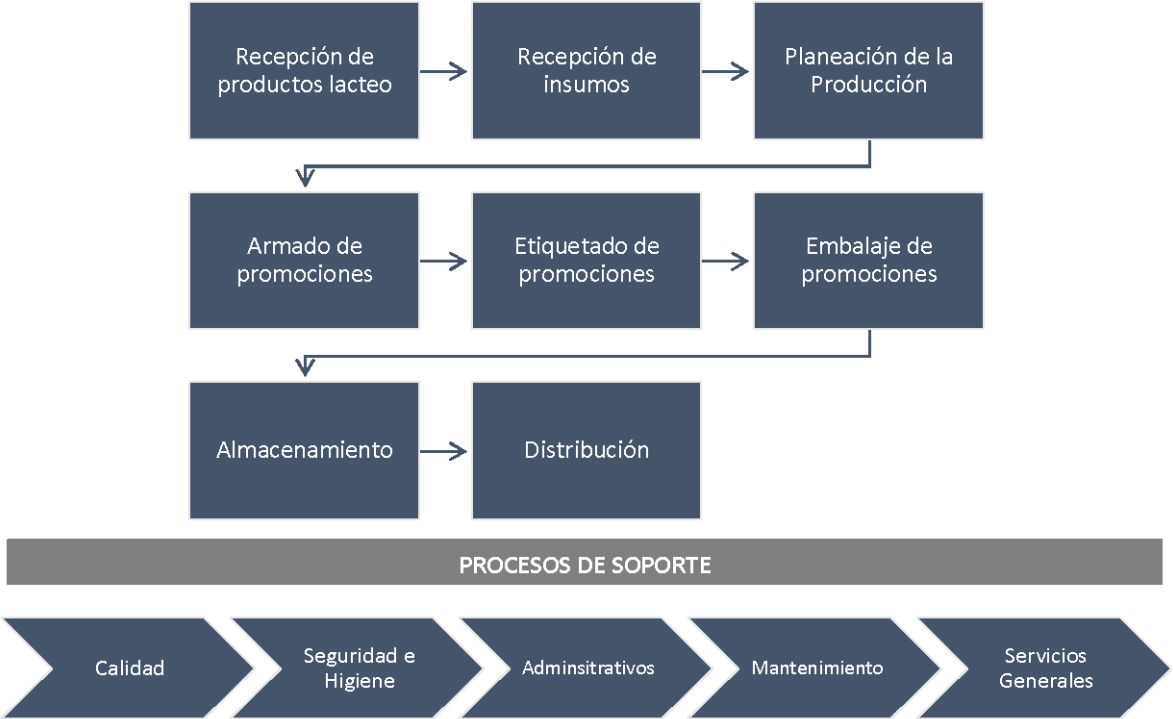 Recepción de
productos lacteo
Recepción de
insumos
Planeación de la
Producción
Armado de
promociones
Etiquetado de
promociones
Embalaje de
promociones
Almacenamiento
Distribución
PROCESOS DE SOPORTE
Calidad
Seguridad e
Higiene
Adminsitrativos
Mantenimiento
Servicios
Generales